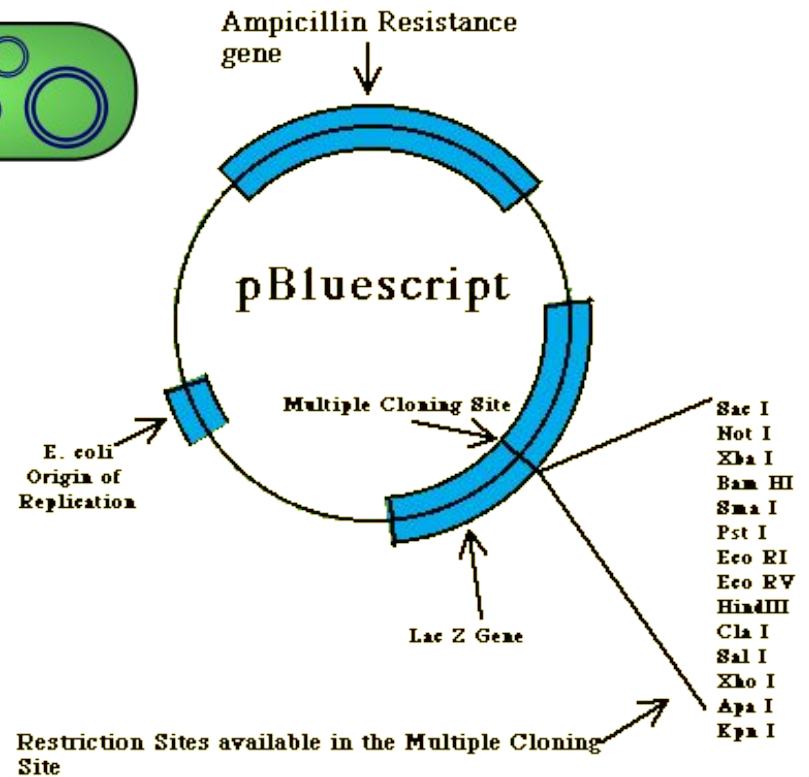 Ampicillin Resistance
gene
pBluescript
Multiple Cloning Site
E. coli
Origin of
Replication
Lac Z Gene
Sac I
Not I
Xba I
Bam HI
Sma I
Pst I
Eco RI
Eco RV
HindIII
Cla I
Sal I
Xho I
Apa I
Kpn I
Restriction Sites available in the Multiple Cloning
Site